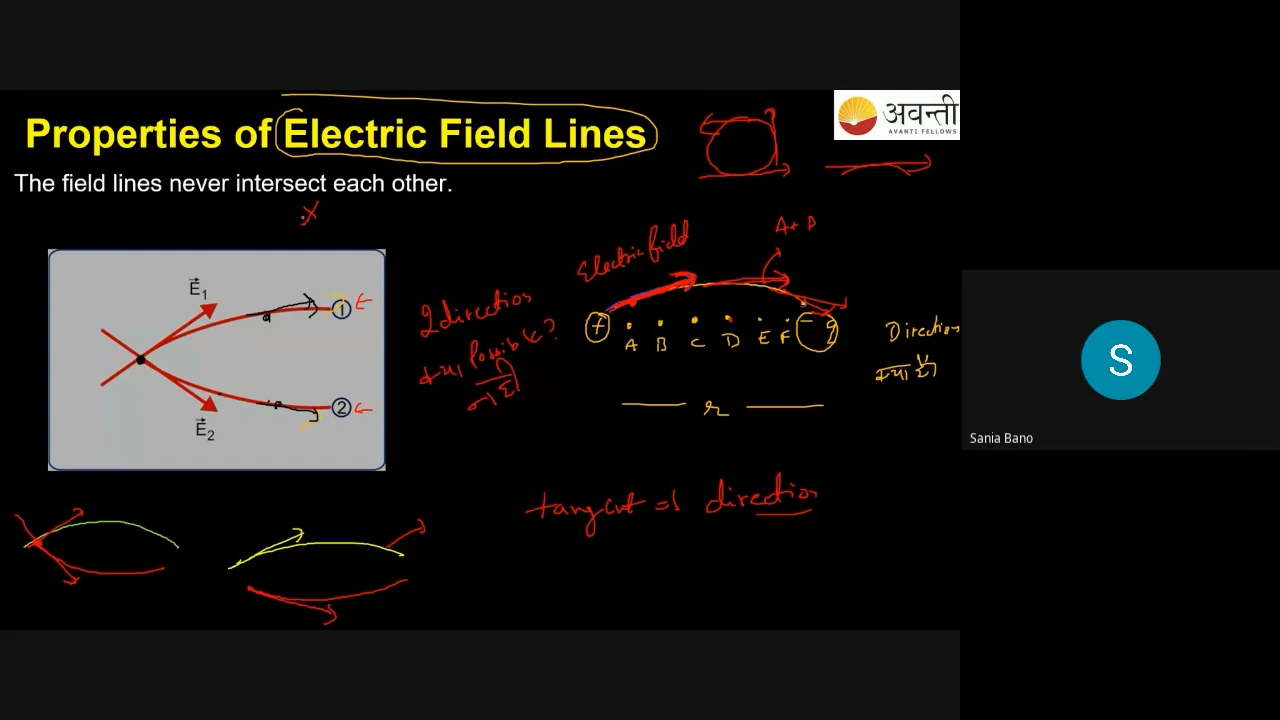 Properties of Electric Field Lines
अवन्ती
AVANTI FELLOWS
The field lines never intersect each other.
x
E₁
1
E₂
2
2 direction
क्या possible?
Electric field
A + D
+
A B C D E F
- q
r
Direction
क्या है
tangent ⇒ direction
S
Sania Bano